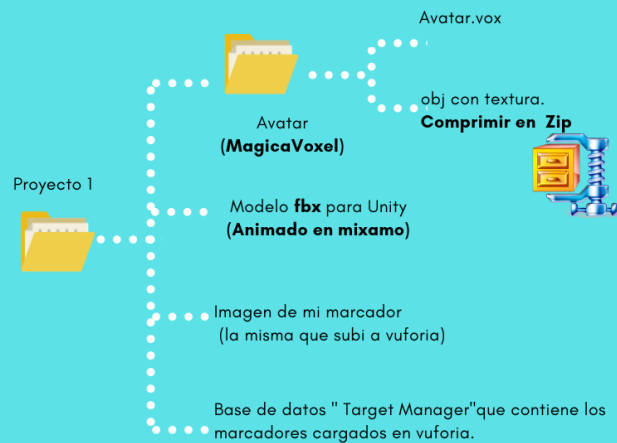 Avatar.vox
obj con textura.
Comprimir en Zip
Avatar
(MagicaVoxel)
Proyecto 1
Modelo fbx para Unity
(Animado en mixamo)
Imagen de mi marcador
(la misma que subi a vuforia)
Base de datos " Target Manager"que contiene los
marcadores cargados en vuforia.